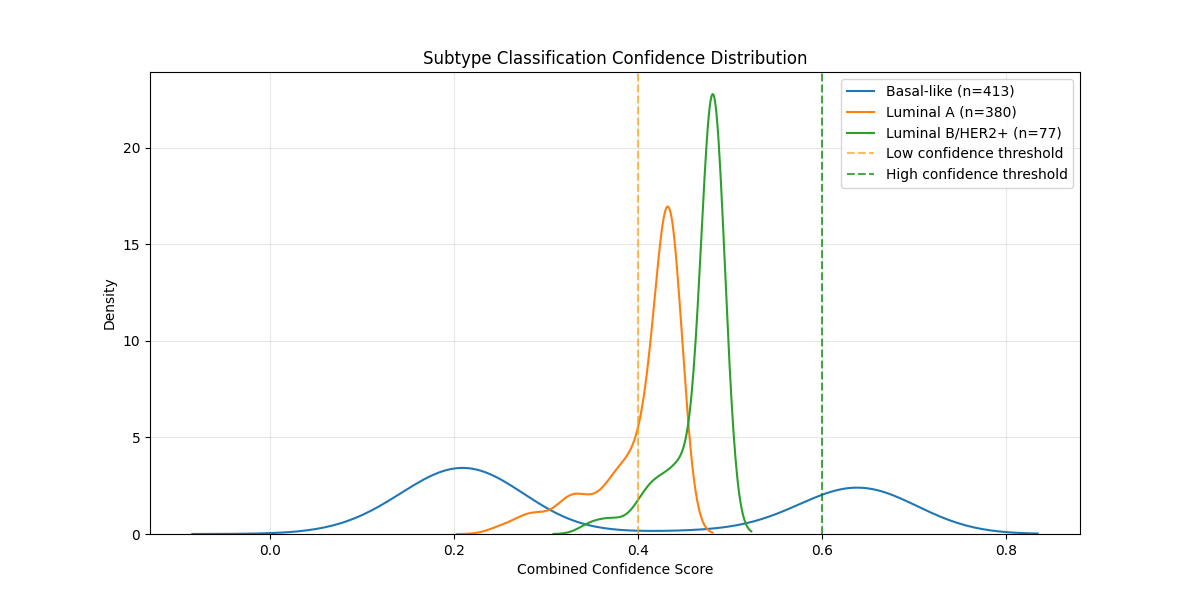 Subtype Classification Confidence Distribution
Basal-like (n=413)
Luminal A (n=380)
Luminal B/HER2+ (n=77)
Low confidence threshold
High confidence threshold
Density
20
15
10
5
0
0.0 0.2 0.4 0.6 0.8
Combined Confidence Score